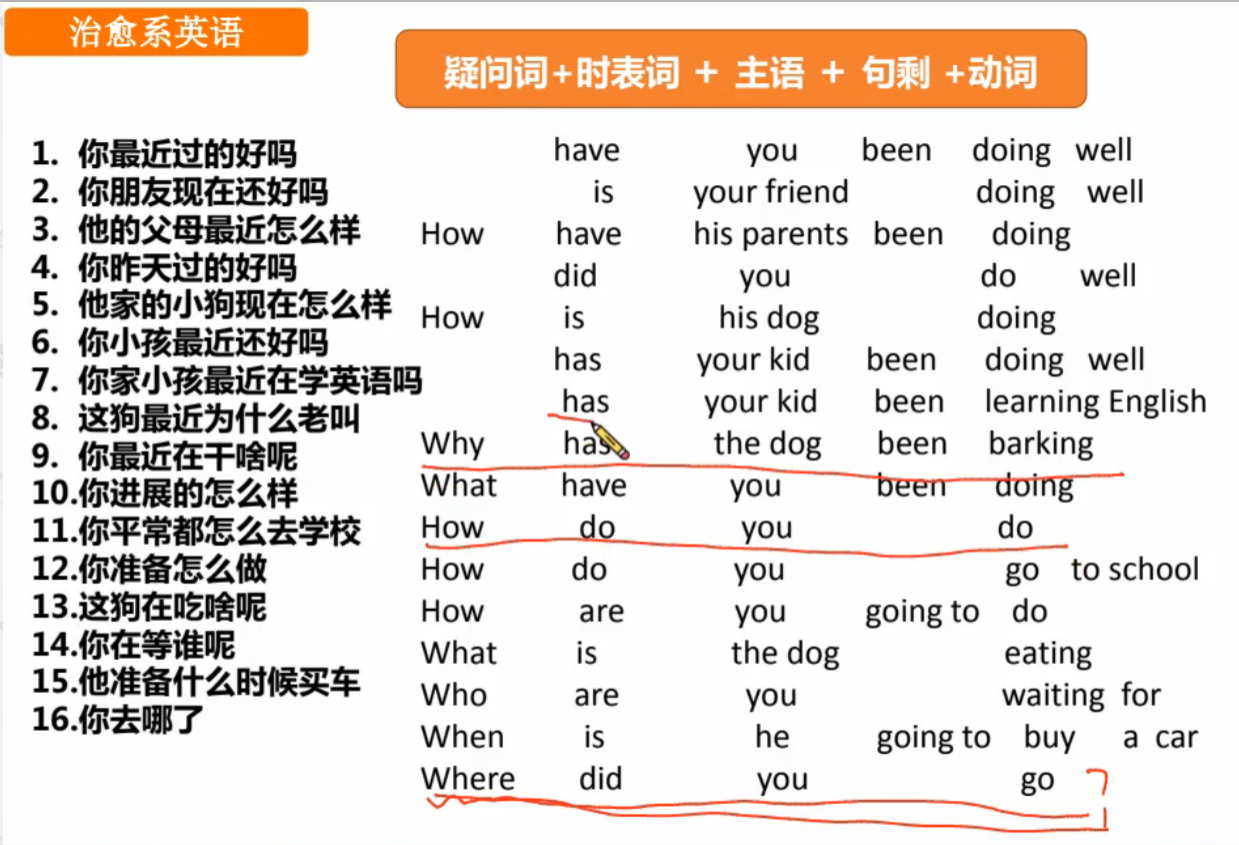 治愈系英语
疑问词+时表词 + 主语 + 句剩 +动词
1. 你最近过的好吗
2. 你朋友现在还好吗
3. 他的父母最近怎么样
4. 你昨天过的好吗
5. 他家的小狗现在怎么样
6. 你小孩最近还好吗
7. 你家小孩最近在学英语吗
8. 这狗最近为什么老叫
9. 你最近在干啥呢
10.你进展的怎么样
11.你平常都怎么去学校
12.你准备怎么做
13.这狗在吃啥呢
14.你在等谁呢
15.他准备什么时候买车
16.你去哪了
have you been doing well
is your friend doing well
How have his parents been doing
did you do well
How is his dog doing
has your kid been doing well
has your kid been learning English
Why has the dog been barking
What have you been doing
How do you do
How do you go to school
How are you going to do
What is the dog eating
Who are you waiting for
When is he going to buy a car
Where did you go